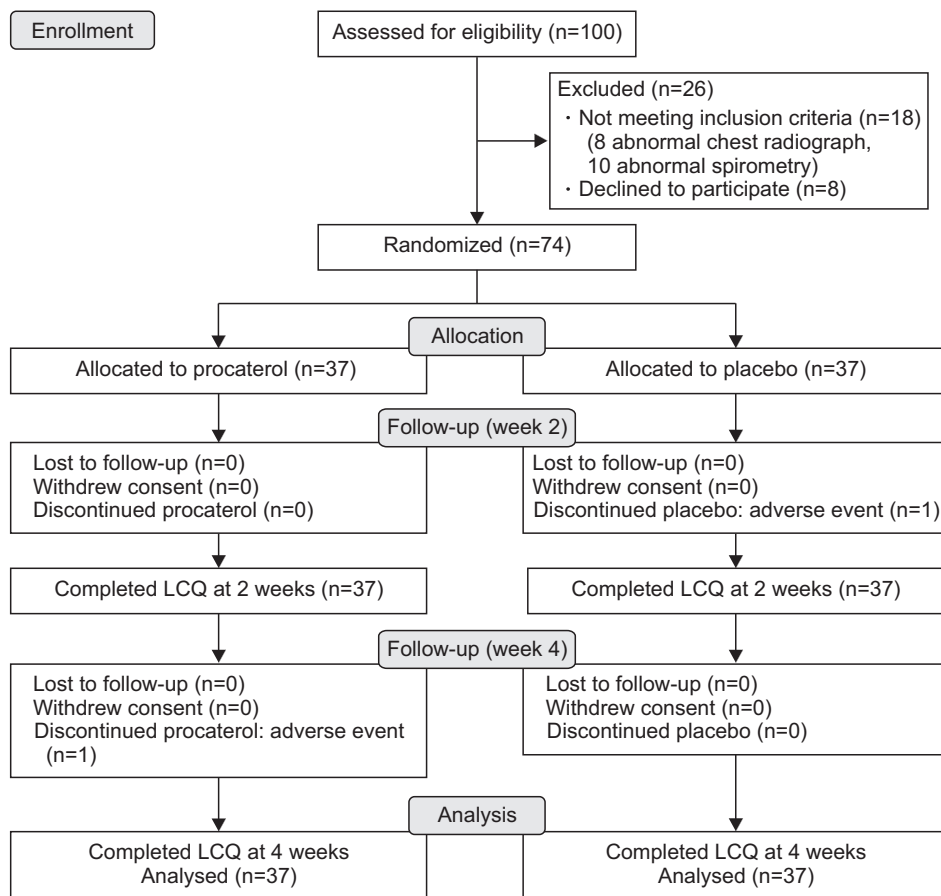 Enrollment
Assessed for eligibility (n=100)
Excluded (n=26)
· Not meeting inclusion criteria (n=18)
(8 abnormal chest radiograph,
10 abnormal spirometry)
· Declined to participate (n=8)
Randomized (n=74)
Allocation
Allocated to procaterol (n=37)
Allocated to placebo (n=37)
Follow-up (week 2)
Lost to follow-up (n=0)
Withdrew consent (n=0)
Discontinued procaterol (n=0)
Lost to follow-up (n=0)
Withdrew consent (n=0)
Discontinued placebo: adverse event (n=1)
Completed LCQ at 2 weeks (n=37)
Completed LCQ at 2 weeks (n=37)
Follow-up (week 4)
Lost to follow-up (n=0)
Withdrew consent (n=0)
Discontinued procaterol: adverse event
(n=1)
Lost to follow-up (n=0)
Withdrew consent (n=0)
Discontinued placebo (n=0)
Analysis
Completed LCQ at 4 weeks
Analysed (n=37)
Completed LCQ at 4 weeks
Analysed (n=37)